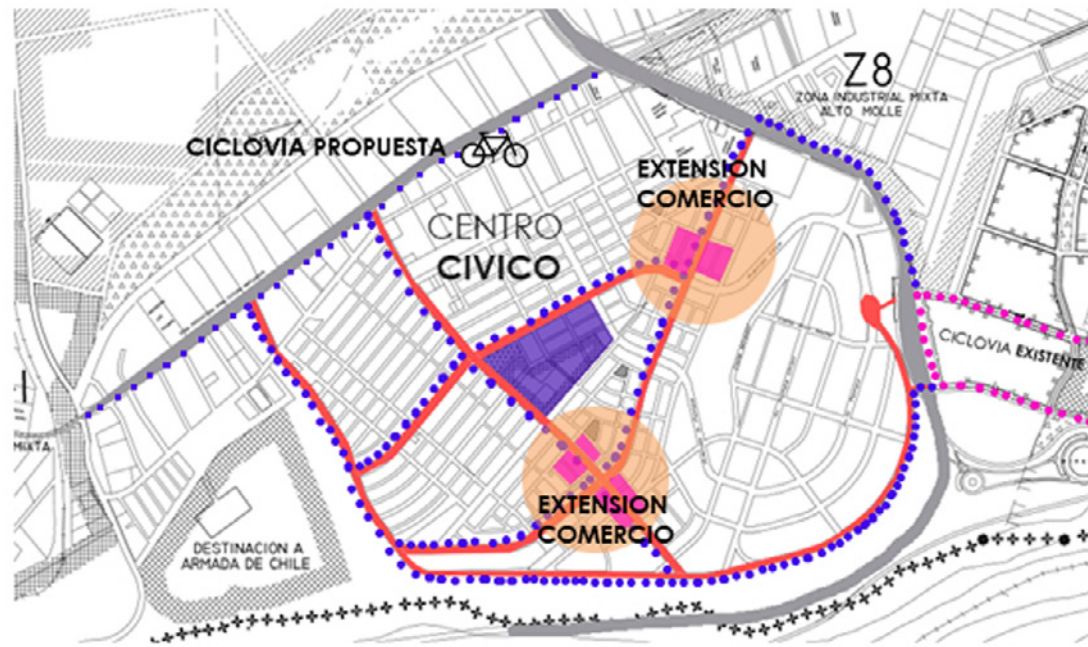 Z8
ZONA INDUSTRIAL MIXTA
ALTO MOLLE
CICLOVIA PROPUESTA
EXTENSION
COMERCIO
CENTRO
CIVICO
CICLOVIA EXISTENTE
MIXTA
EXTENSION
COMERCIO
DESTINACION A
ARMADA DE CHILE